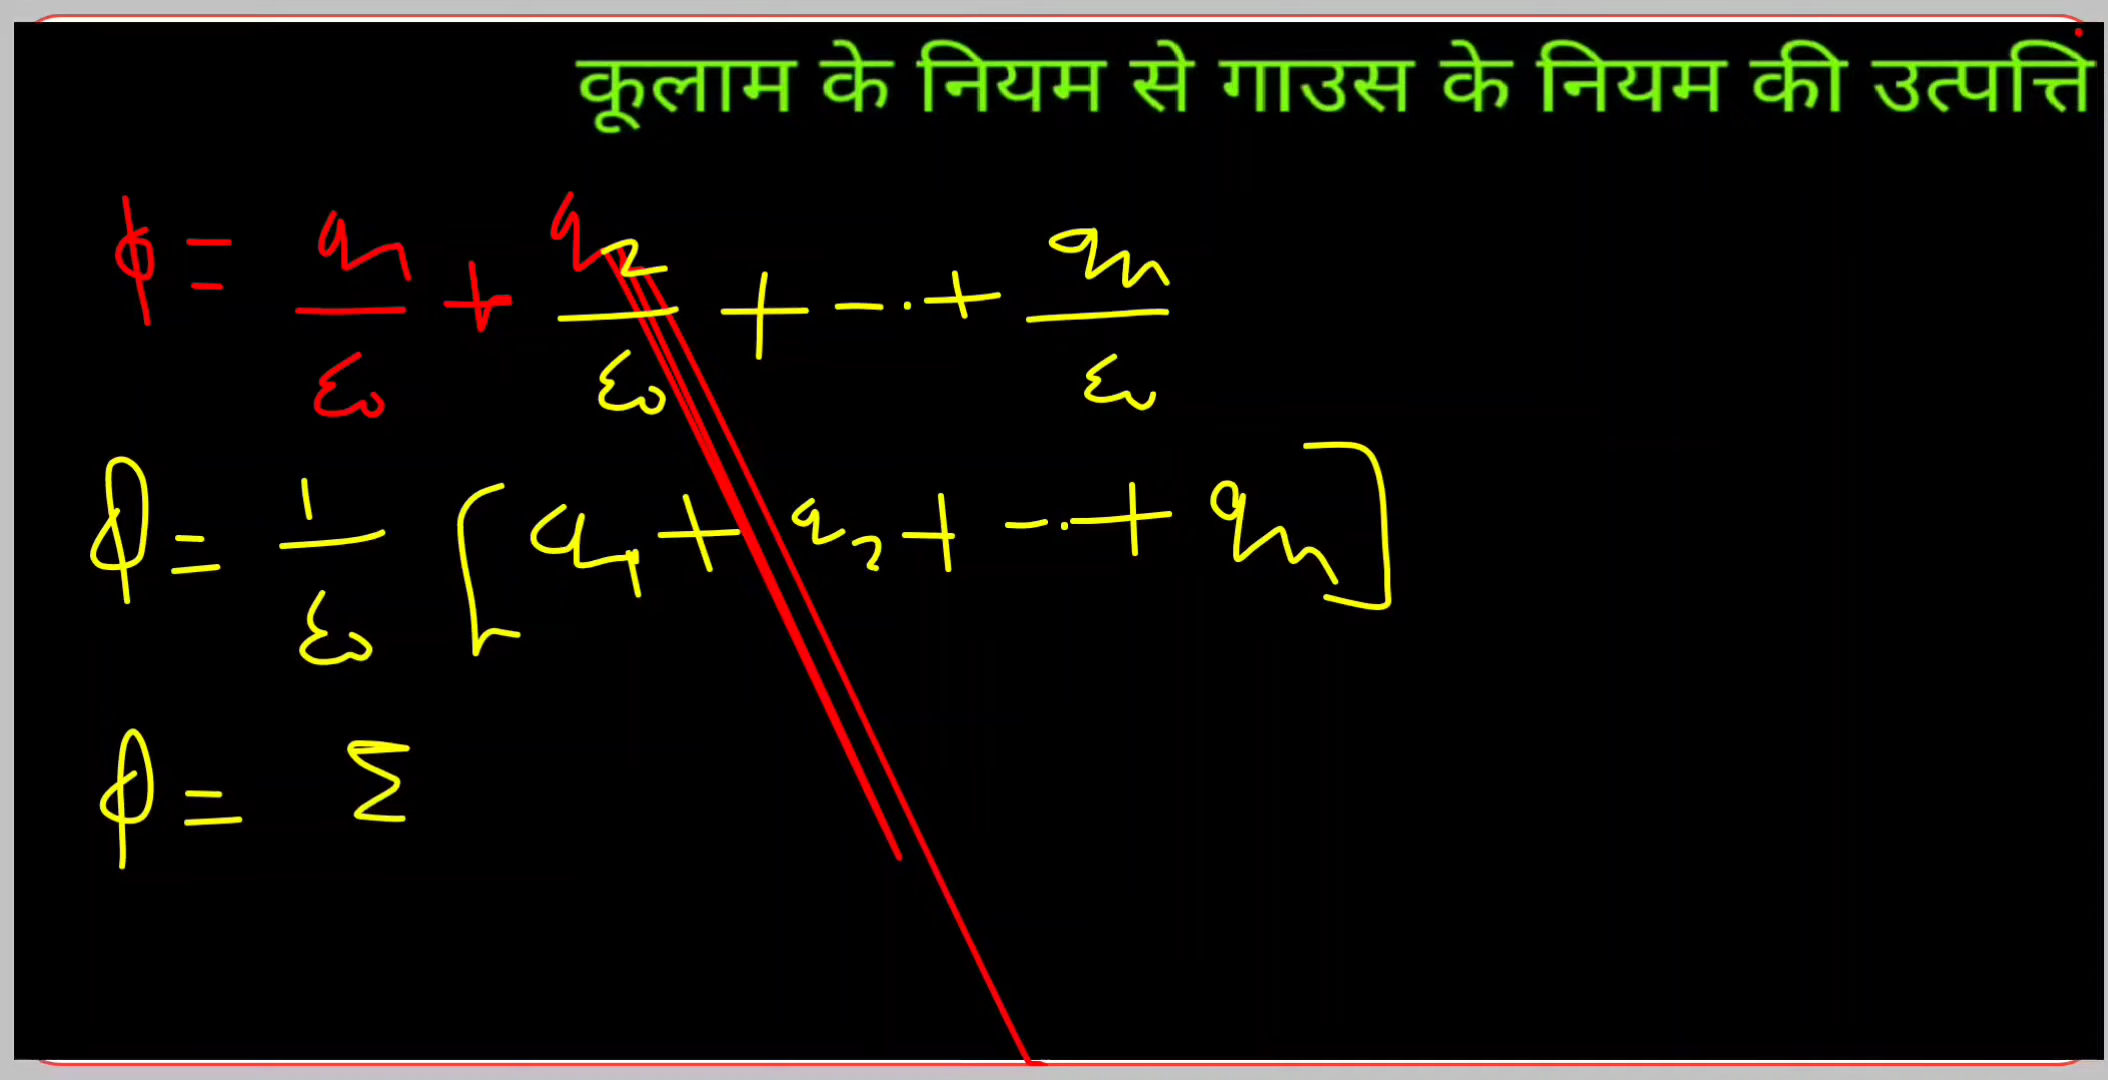 कूलाम के नियम से गाउस के नियम की उत्पत्ति
ϕ = q₁/ε₀ + q₂/ε₀ + - · + qₙ/ε₀
ϕ = 1/ε₀ [q₁ + q₂ + - · + qₙ]
ϕ = Σ